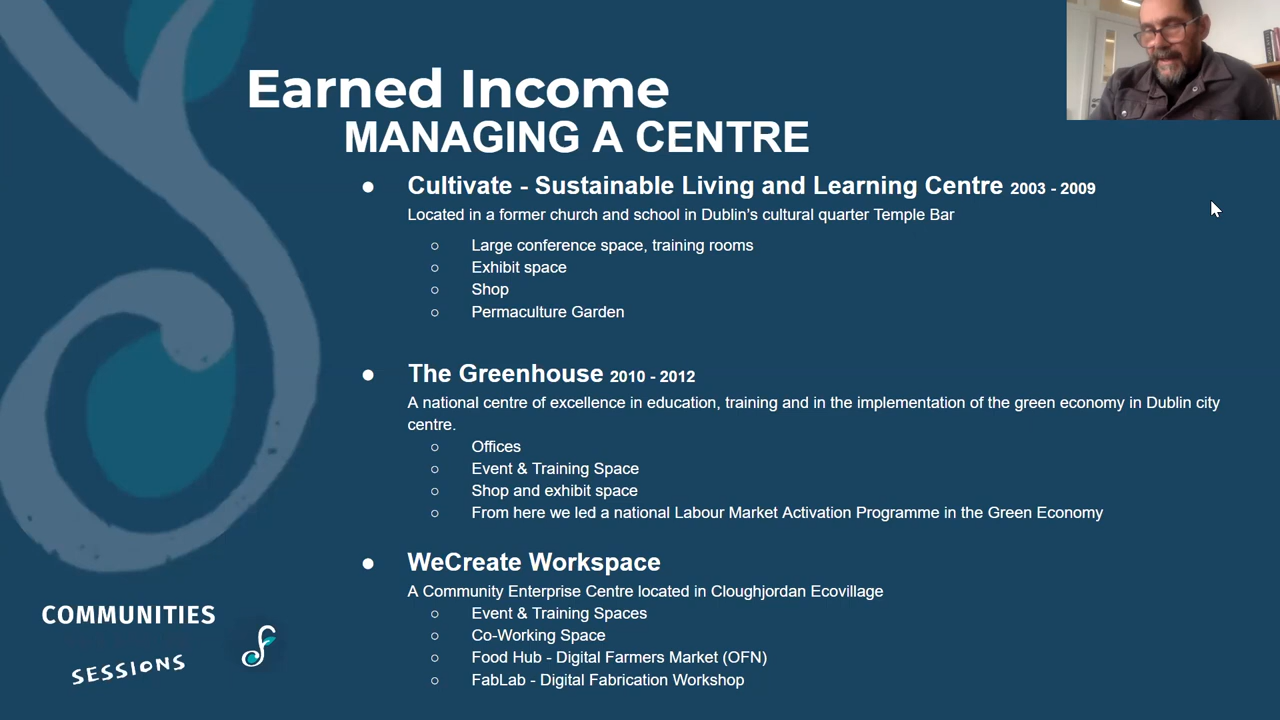 Earned Income
MANAGING A CENTRE
● Cultivate - Sustainable Living and Learning Centre 2003 - 2009
Located in a former church and school in Dublin's cultural quarter Temple Bar
○ Large conference space, training rooms
○ Exhibit space
○ Shop
○ Permaculture Garden
● The Greenhouse 2010 - 2012
A national centre of excellence in education, training and in the implementation of the green economy in Dublin city
centre.
○ Offices
○ Event & Training Space
○ Shop and exhibit space
○ From here we led a national Labour Market Activation Programme in the Green Economy
● WeCreate Workspace
A Community Enterprise Centre located in Cloughjordan Ecovillage
○ Event & Training Spaces
○ Co-Working Space
○ Food Hub - Digital Farmers Market (OFN)
○ FabLab - Digital Fabrication Workshop
COMMUNITIES
SESSIONS